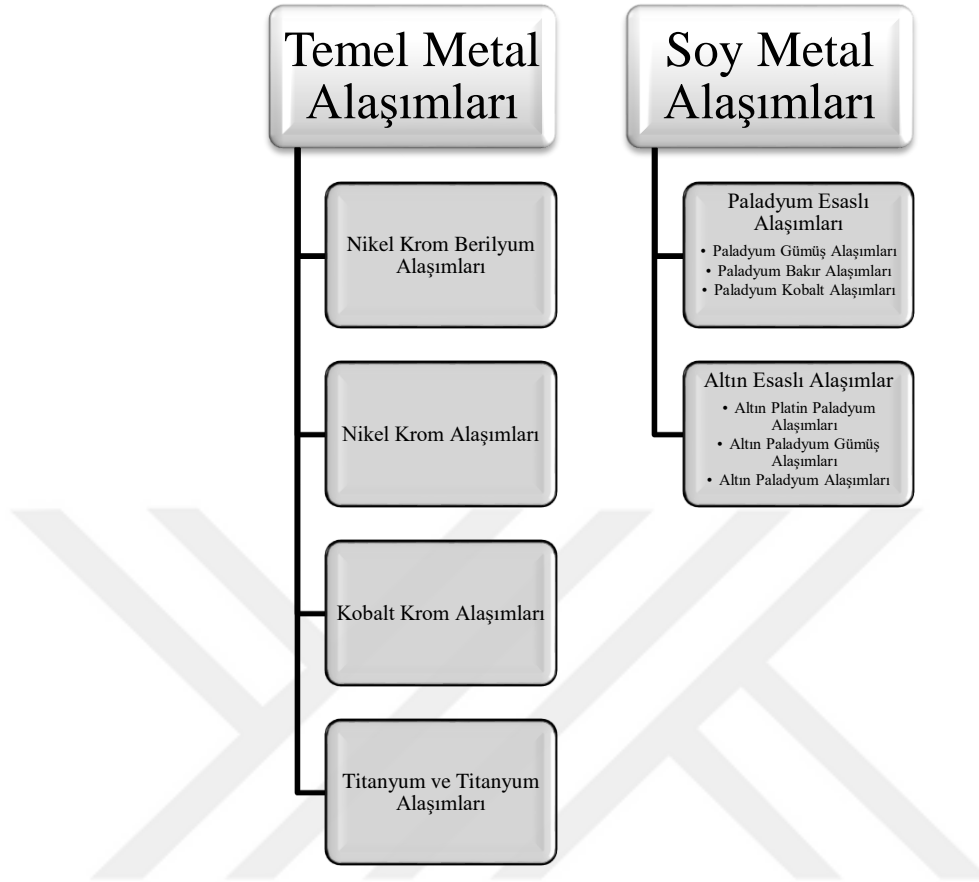 Temel Metal
Alaşımları
Nikel Krom Berilyum
Alaşımları
Nikel Krom Alaşımları
Kobalt Krom Alaşımları
Titanyum ve Titanyum
Alaşımları
Soy Metal
Alaşımları
Paladyum Esaslı
Alaşımları
• Paladyum Gümüş Alaşımları
• Paladyum Bakır Alaşımları
• Paladyum Kobalt Alaşımları
Altın Esaslı Alaşımlar
• Altın Platin Paladyum
Alaşımları
• Altın Paladyum Gümüş
Alaşımları
• Altın Paladyum Alaşımları